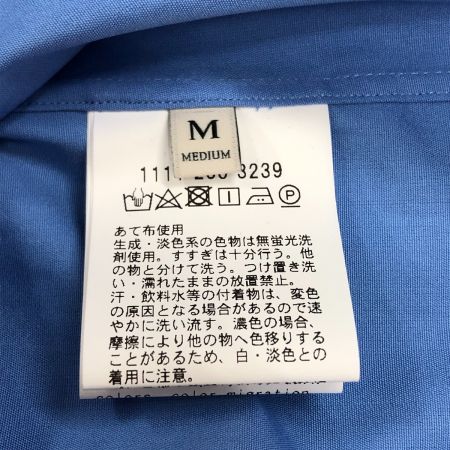 M
MEDIUM
3239
あて布使用
生成・淡色系の色物は無蛍光洗
剤使用。すすぎは十分行う。他
の物と分けて洗う。つけ置き洗
い・濡れたままの放置禁止。
汗・飲料水等の付着物は、変色
の原因となる場合があるので速
やかに洗い流す。濃色の場合、
摩擦により他の物へ色移りする
ことがあるため、白・淡色との
着用に注意。